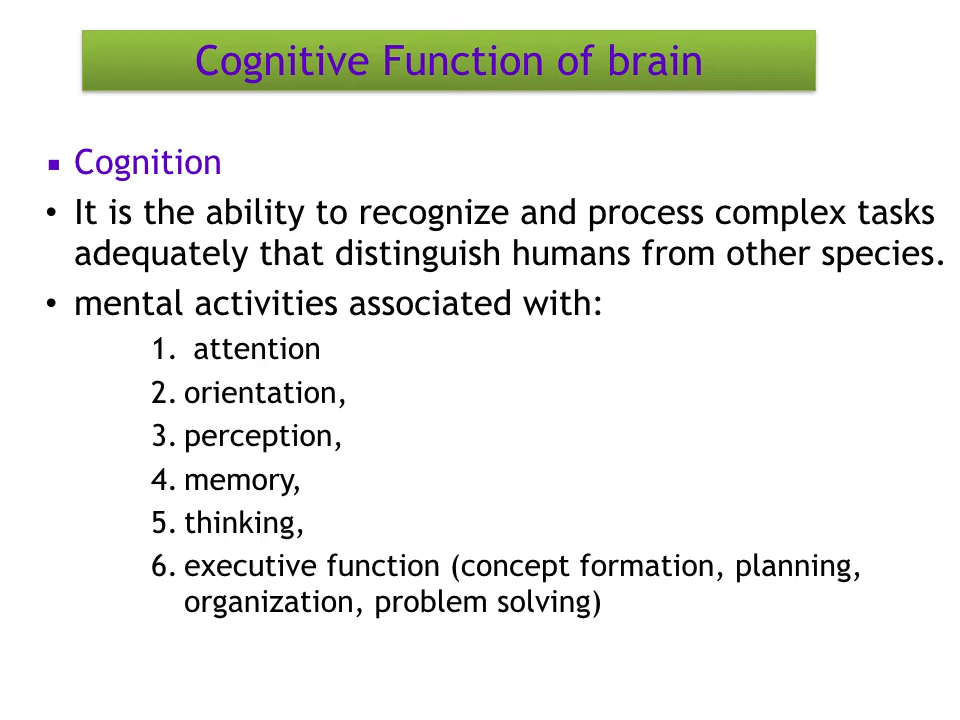 Cognitive Function of brain
▪ Cognition
• It is the ability to recognize and process complex tasks
adequately that distinguish humans from other species.
• mental activities associated with:
1. attention
2. orientation,
3. perception,
4. memory,
5. thinking,
6. executive function (concept formation, planning,
organization, problem solving)